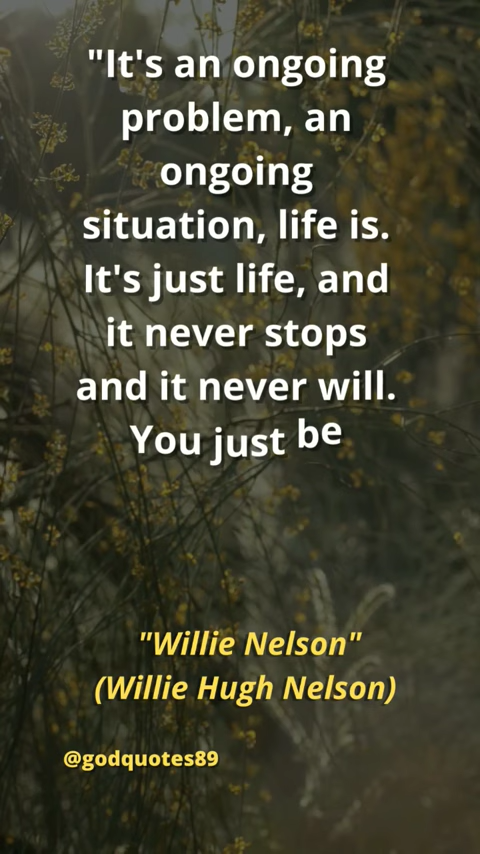 "It's an ongoing
problem, an
ongoing
situation, life is.
It's just life, and
it never stops
and it never will.
You just be
"Willie Nelson"
(Willie Hugh Nelson)
@godquotes89